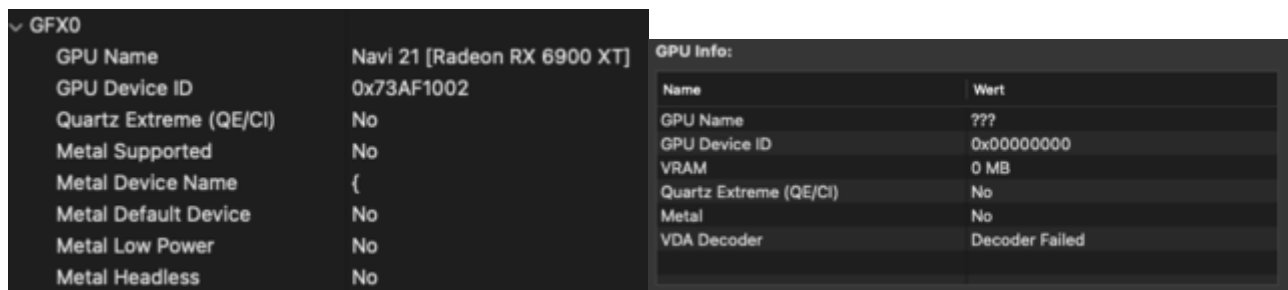 GFX0
GPU Name Navi 21 [Radeon RX 6900 XT]
GPU Device ID 0x73AF1002
Quartz Extreme (QE/CI) No
Metal Supported No
Metal Device Name {
Metal Default Device No
Metal Low Power No
Metal Headless No
GPU Info:
Name Wert
GPU Name ???
GPU Device ID 0x00000000
VRAM 0 MB
Quartz Extreme (QE/CI) No
Metal No
VDA Decoder Decoder Failed